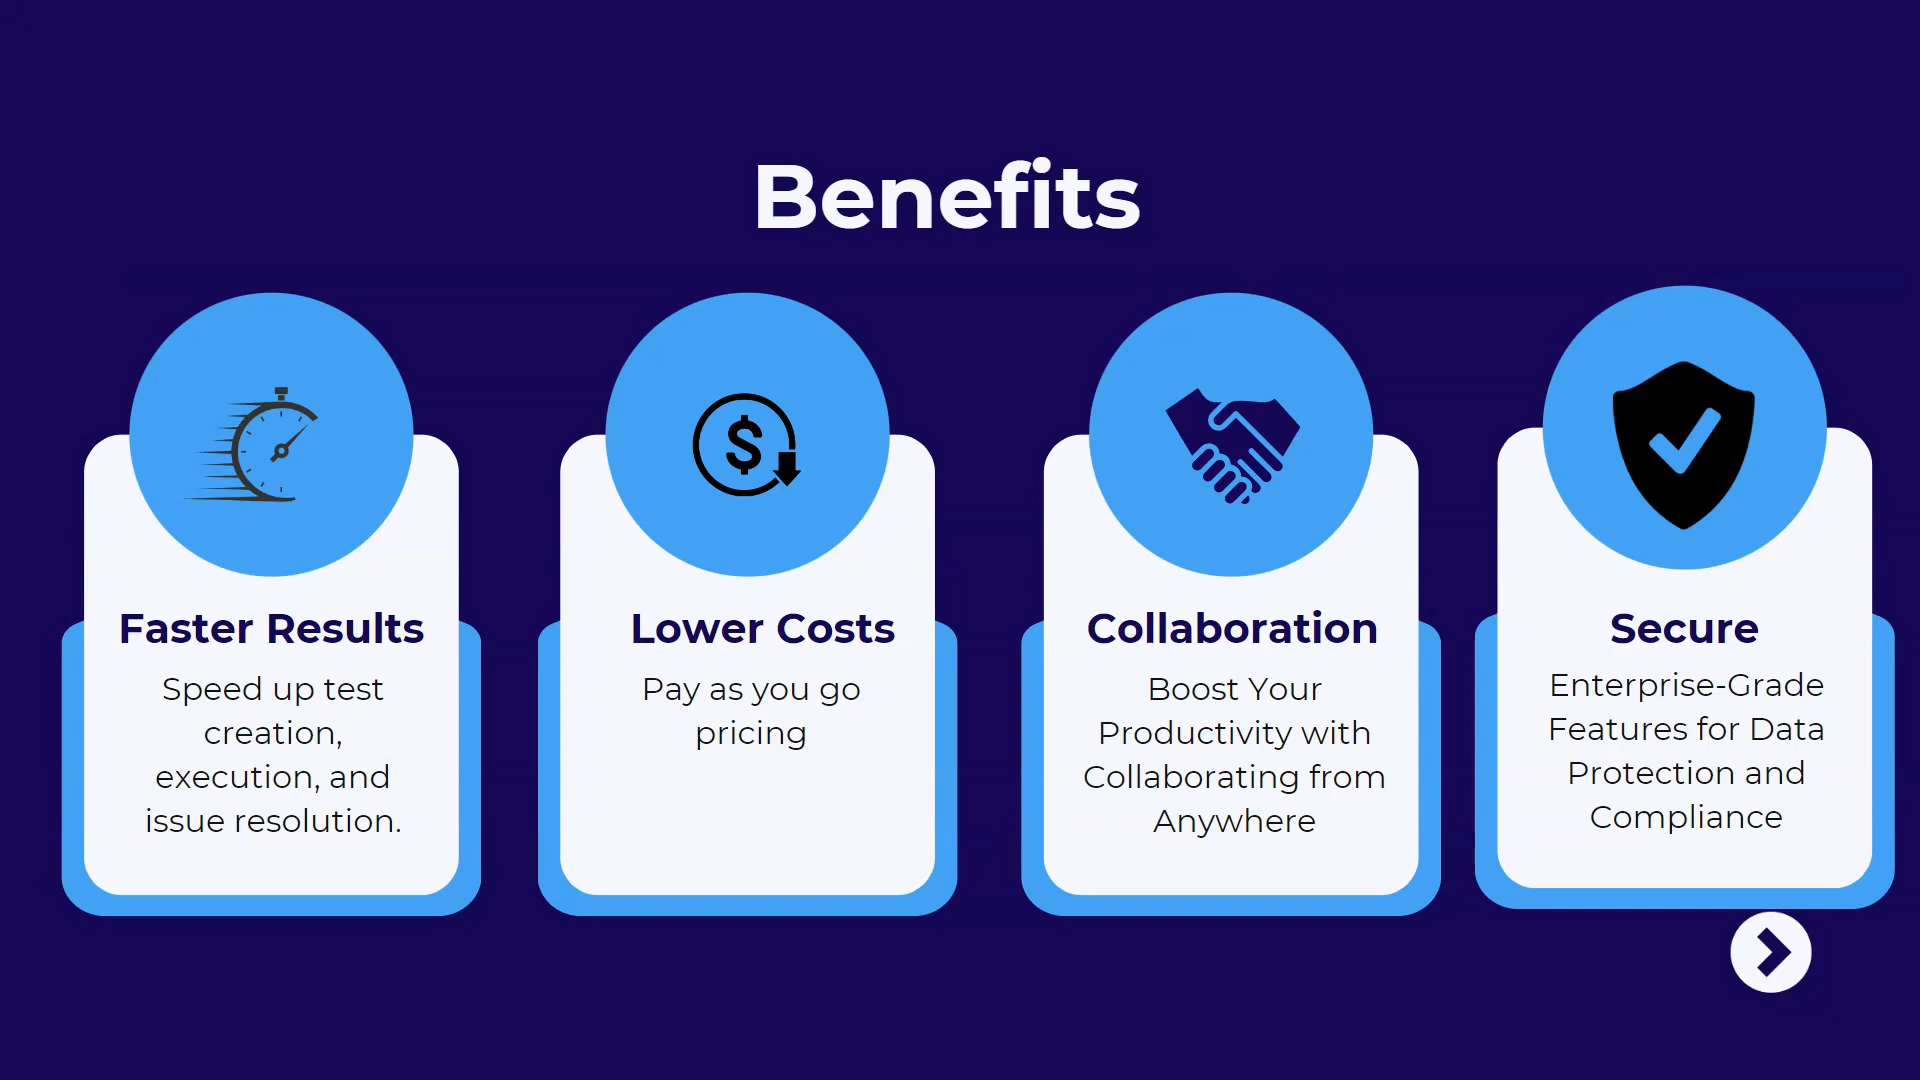 Benefits
Faster Results
Speed up test
creation,
execution, and
issue resolution.
Lower Costs
Pay as you go
pricing
Collaboration
Boost Your
Productivity with
Collaborating from
Anywhere
Secure
Enterprise-Grade
Features for Data
Protection and
Compliance